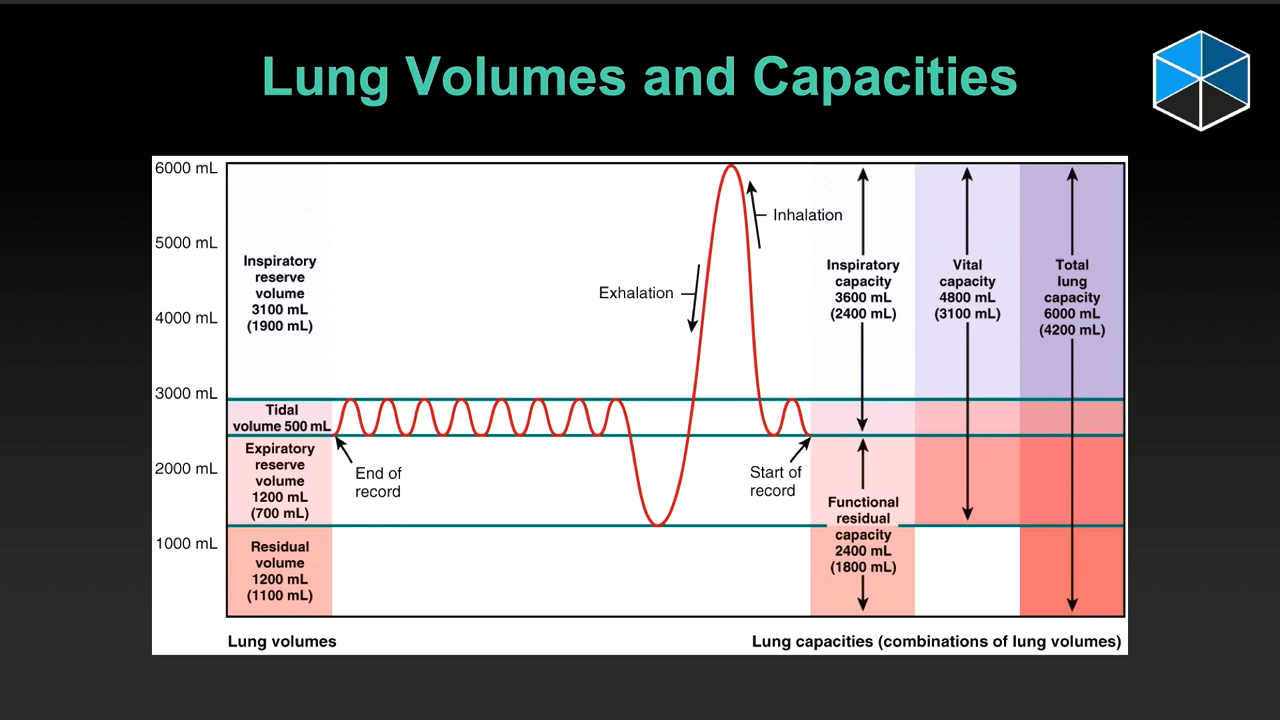 Lung Volumes and Capacities
6000 mL
5000 mL
4000 mL
3000 mL
2000 mL
1000 mL
Inspiratory
reserve
volume
3100 mL
(1900 mL)
Tidal
volume 500 mL
Expiratory
reserve
volume
1200 mL
(700 mL)
Residual
volume
1200 mL
(1100 mL)
End of
record
Exhalation
Inhalation
Start of
record
Inspiratory
capacity
3600 mL
(2400 mL)
Functional
residual
capacity
2400 mL
(1800 mL)
Vital
capacity
4800 mL
(3100 mL)
Total
lung
capacity
6000 mL
(4200 mL)
Lung volumes
Lung capacities (combinations of lung volumes)